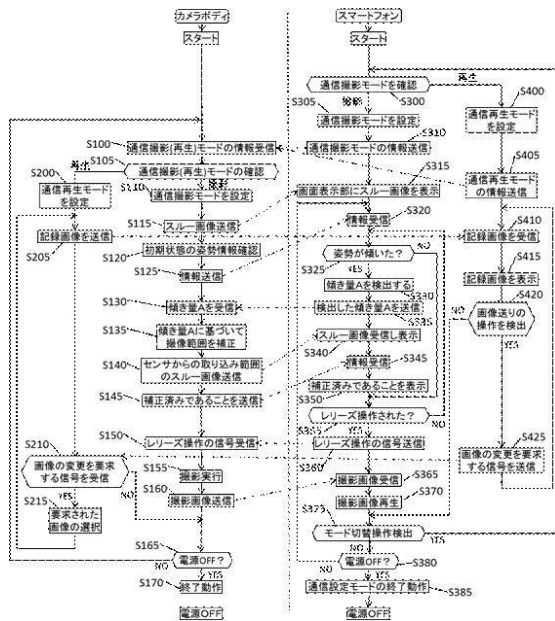 カメラボディ
スタート
S100
通信撮影(再生)モードの情報受信
S105
再生
通信撮影(再生)モードの確認
撮影
S200
通信再生モード
を設定
S110
通信撮影モードを設定
S115
スルー画像送信
記録画像を送信
S205
S120
初期状態の姿勢情報確認
S125
情報送信
S130
傾き量Aを受信
S135
傾き量Aに基づいて
撮像範囲を補正
S140
センサからの取り込み範囲
のスルー画像送信
S145
補正済みであることを送信
S150
レリーズ操作の信号受信
S210
画像の変更を要求
する信号を受信
YES
NO
S215
要求された
画像の選択
S155
撮影実行
S160
撮影画像送信
S165
電源OFF？
NO
YES
S170
終了動作
電源OFF
スマートフォン
スタート
通信撮影モードを確認
再生
S300
S305
撮影
通信撮影モードを設定
S310
通信撮影モードの情報送信
S315
画面表示部にスルー画像を表示
S320
情報受信
姿勢が傾いた？
NO
S325
YES
傾き量Aを検出する
S330
検出した傾き量Aを送信
S335
スルー画像受信し表示
S340
S345
情報受信
補正済みであることを表示
S350
レリーズ操作された？
S355
NO
YES
レリーズ操作の信号送信
S360
撮影画像受信
S365
撮影画像再生
S370
S375
モード切替操作検出
NO
YES
電源OFF？
S380
NO
YES
通信設定モードの終了動作
S385
電源OFF
S400
通信再生モード
を設定
S405
通信再生モード
の情報送信
S410
記録画像を受信
S415
記録画像を表示
S420
画像送りの
操作を検出
NO
YES
S425
画像の変更を要求
する信号を送信